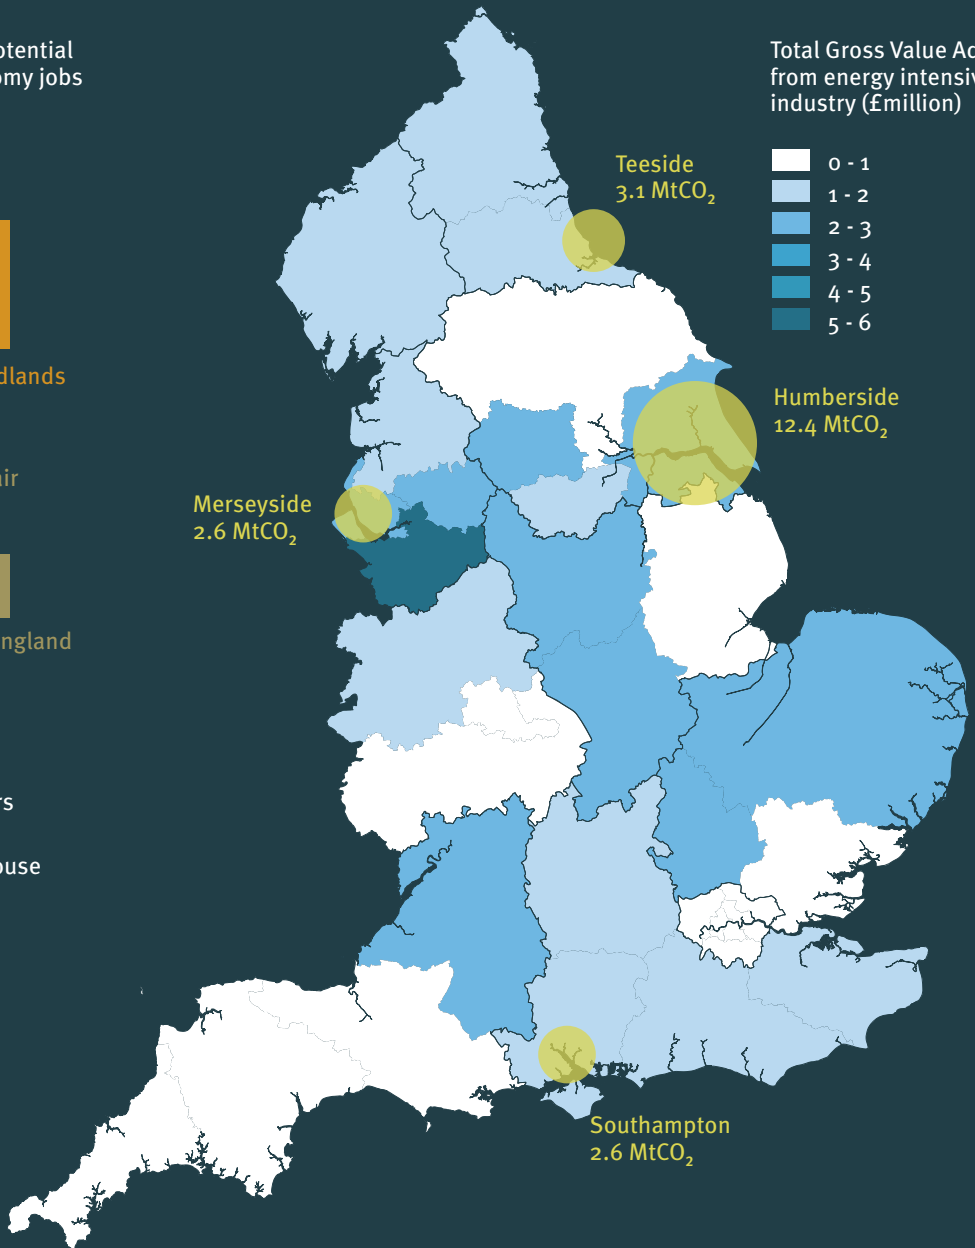 otential
omy jobs
dlands
air
ngland
rs
ouse
Total Gross Value Ad
from energy intensiv
industry (£million)
0 - 1
1 - 2
2 - 3
3 - 4
4 - 5
5 - 6
Teeside
3.1 MtCO₂
Humberside
12.4 MtCO₂
Merseyside
2.6 MtCO₂
Southampton
2.6 MtCO₂